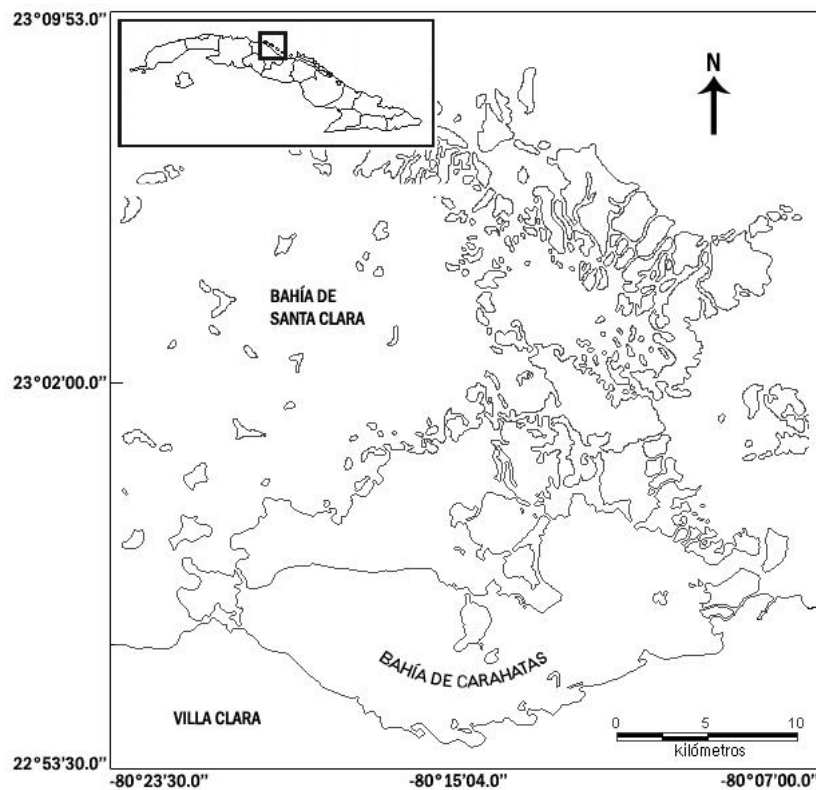 23°09'53.0"
N
BAHÍA DE
SANTA CLARA
23°02'00.0"
BAHÍA DE CARAHATAS
VILLA CLARA
0 5 10
kilómetros
22°53'30.0"
-80°23'30.0" -80°15'04.0" -80°07'00.0"